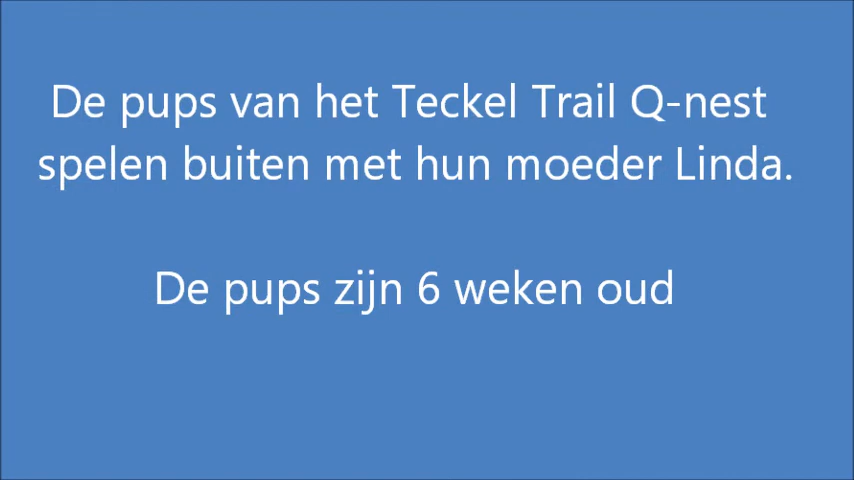 De pups van het Teckel Trail Q-nest
spelen buiten met hun moeder Linda.
De pups zijn 6 weken oud